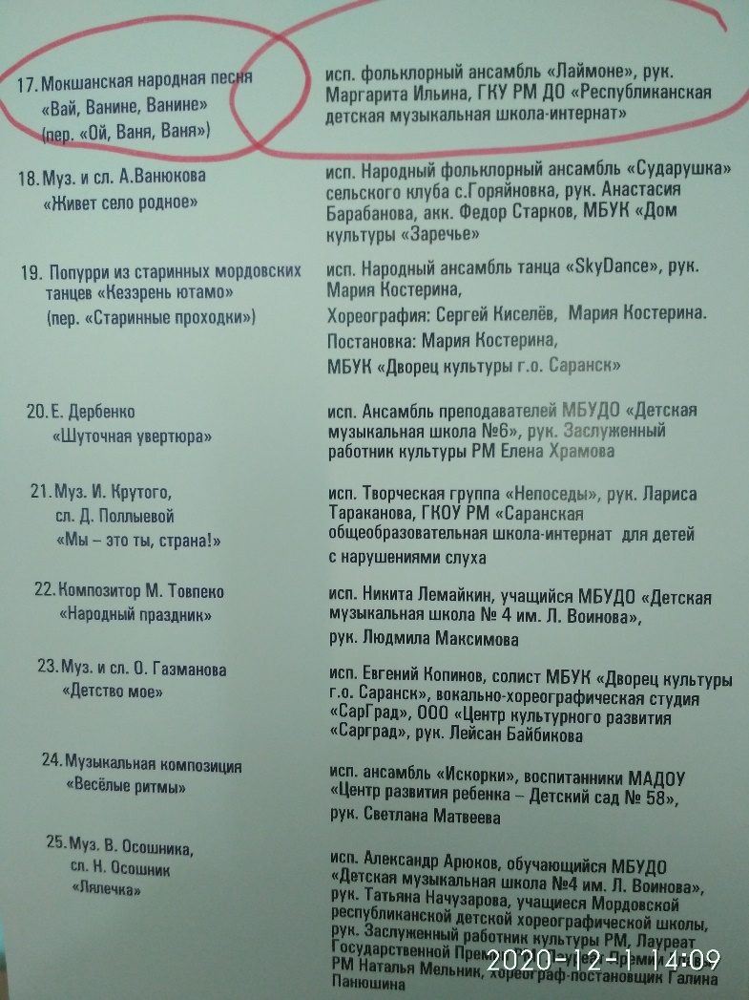 17. Мокшанская народная песня
«Вай, Ванине, Ванине»
(пер. «Ой, Ваня, Ваня»)
исп. фольклорный ансамбль «Лаймоне», рук.
Маргарита Ильина, ГКУ РМ ДО «Республиканская
детская музыкальная школа-интернат»
18. Муз. и сл. А.Ванюкова
«Живет село родное»
исп. Народный фольклорный ансамбль «Сударушка»
сельского клуба с.Горяйновка, рук. Анастасия
Барабанова, акк. Федор Старков, МБУК «Дом
культуры «Заречье»
19. Попурри из старинных мордовских
танцев «Кезэрень ютамо»
(пер. «Старинные проходки»)
исп. Народный ансамбль танца «SkyDance», рук.
Мария Костерина,
Хореография: Сергей Киселёв, Мария Костерина.
Постановка: Мария Костерина,
МБУК «Дворец культуры г.о. Саранск»
20. Е. Дербенко
«Шуточная увертюра»
исп. Ансамбль преподавателей МБУДО «Детская
музыкальная школа №6», рук. Заслуженный
работник культуры РМ Елена Храмова
21. Муз. И. Крутого,
сл. Д. Поллыевой
«Мы – это ты, страна!»
исп. Творческая группа «Непоседы», рук. Лариса
Тараканова, ГКОУ РМ «Саранская
общеобразовательная школа-интернат для детей
с нарушениями слуха
22. Композитор М. Товпеко
«Народный праздник»
исп. Никита Лемайкин, учащийся МБУДО «Детская
музыкальная школа № 4 им. Л. Воинова»,
рук. Людмила Максимова
23. Муз. и сл. О. Газманова
«Детство мое»
исп. Евгений Копинов, солист МБУК «Дворец культуры
г.о. Саранск», вокально-хореографическая студия
«СарГрад», ООО «Центр культурного развития
«Сарград», рук. Лейсан Байбикова
24. Музыкальная композиция
«Весёлые ритмы»
исп. ансамбль «Искорки», воспитанники МАДОУ
«Центр развития ребенка – Детский сад № 58»,
рук. Светлана Матвеева
25. Муз. В. Осошника,
сл. Н. Осошник
«Лялечка»
исп. Александр Арюков, обучающийся МБУДО
«Детская музыкальная школа №4 им. Л. Воинова»,
рук. Татьяна Начузарова, учащиеся Мордовской
республиканской детской хореографической школы,
рук. Заслуженный работник культуры РМ, Лауреат
Государственной
РМ Наталья Мельник, хореограф-постановщик Галина
Панюшина
2020-12-1 14:09